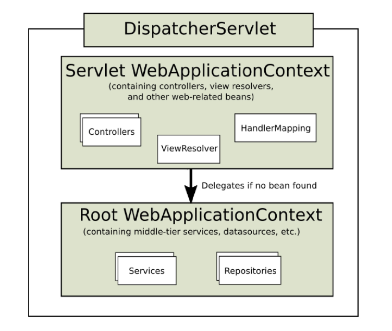 DispatcherServlet
Servlet WebApplicationContext
(containing controllers, view resolvers,
and other web-related beans)
Controllers
ViewResolver
HandlerMapping
Delegates if no bean found
Root WebApplicationContext
(containing middle-tier services, datasources, etc.)
Services
Repositories